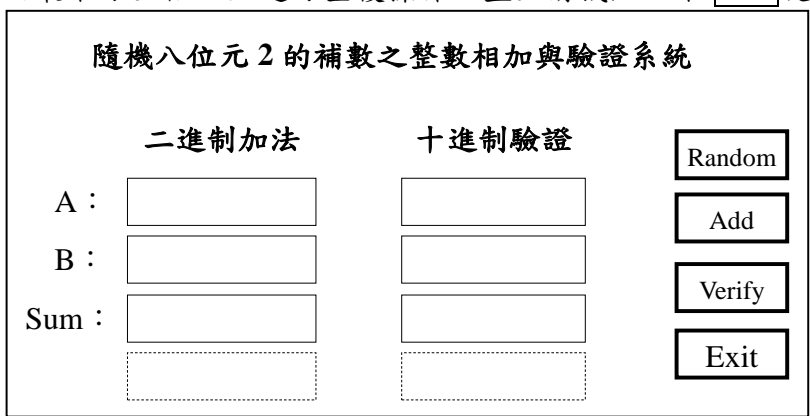 隨機八位元 2 的補數之整數相加與驗證系統
二進制加法 十進制驗證
Random
A：
Add
B：
Verify
Sum：
Exit